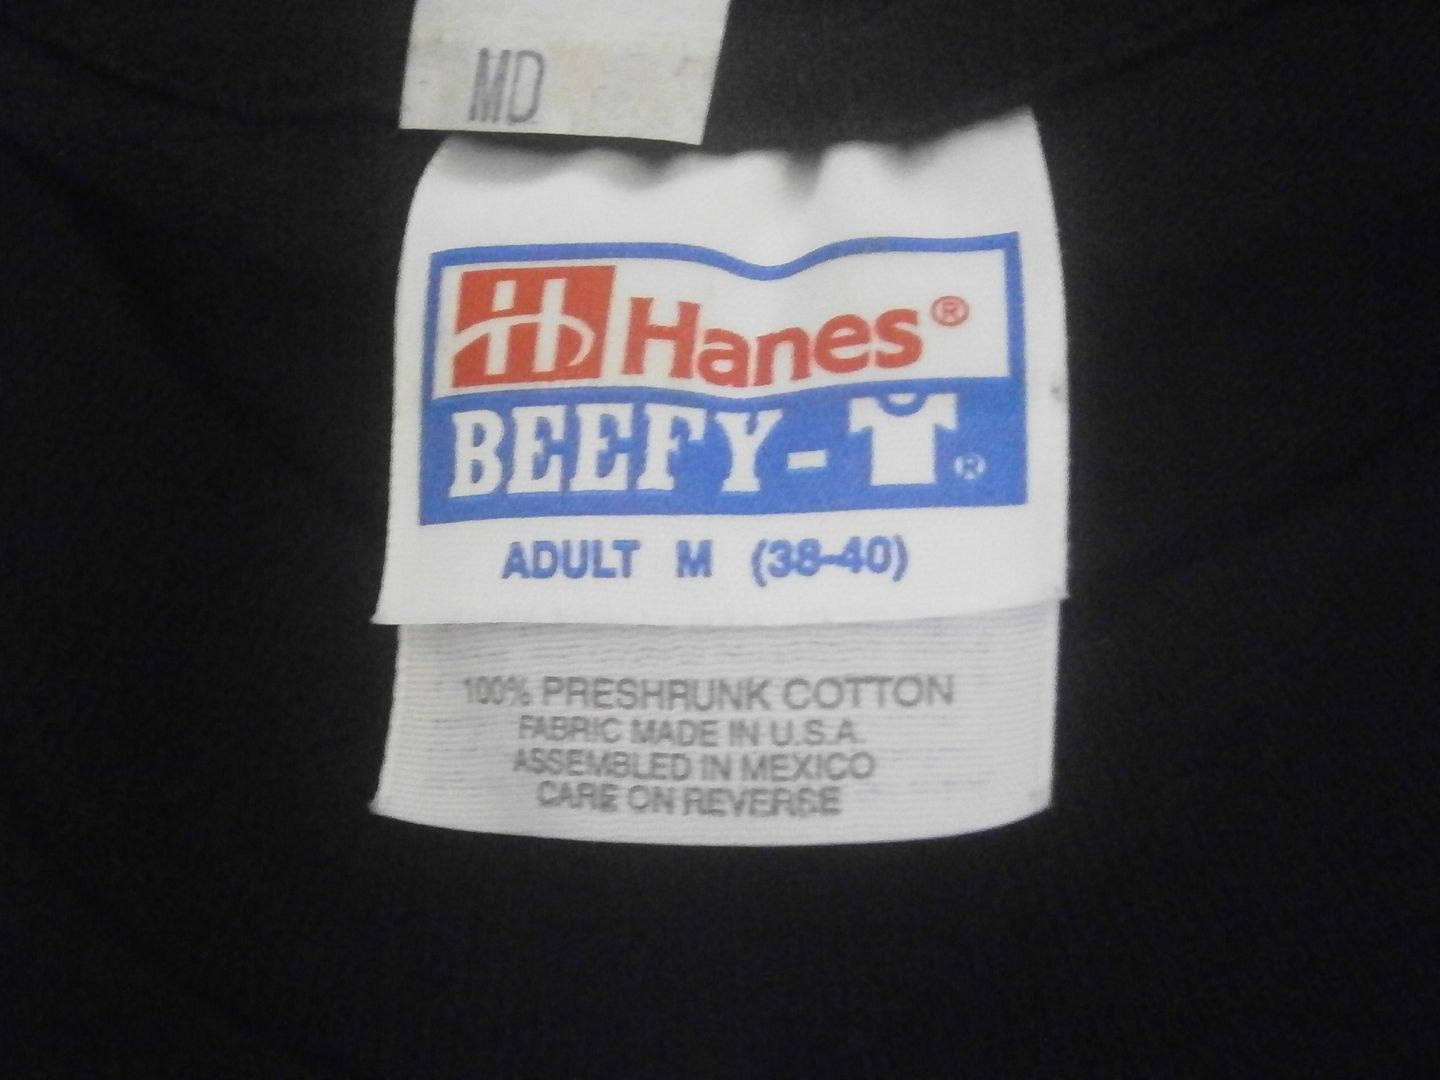 MD
Hanes®
BEEFY-T®
ADULT M (38-40)
100% PRESHRUNK COTTON
FABRIC MADE IN U.S.A.
ASSEMBLED IN MEXICO
CARE ON REVERSE